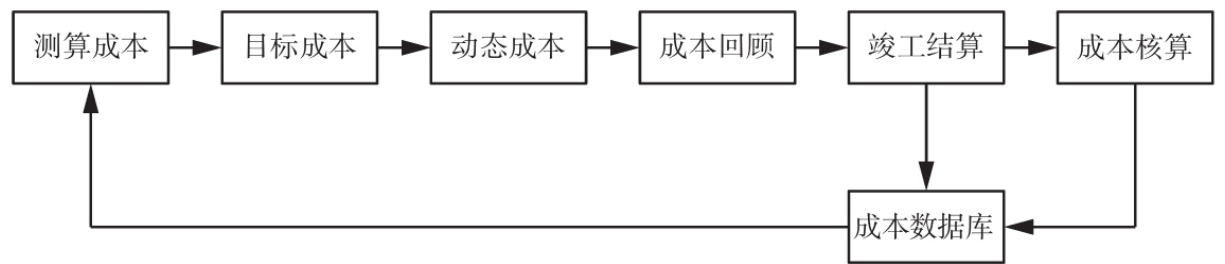 测算成本
目标成本
动态成本
成本回顾
竣工结算
成本核算
成本数据库